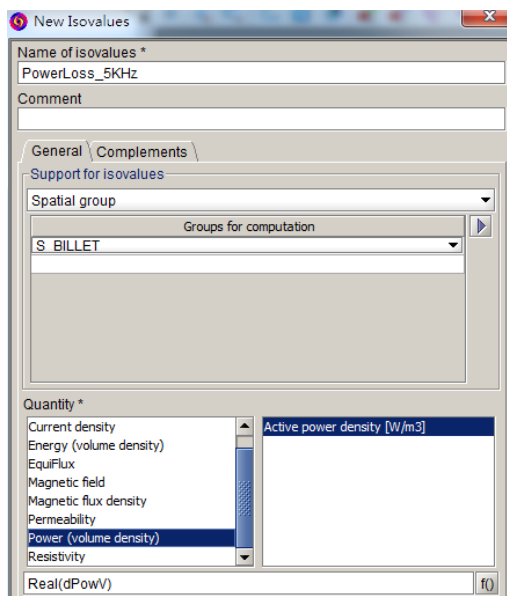 New Isovalues
Name of isovalues *
PowerLoss_5KHz
Comment
General Complements
Support for isovalues
Spatial group
Groups for computation
S_BILLET
Quantity *
Current density
Energy (volume density)
EquiFlux
Magnetic field
Magnetic flux density
Permeability
Power (volume density)
Resistivity
Active power density [W/m3]
Real(dPowV)
f()